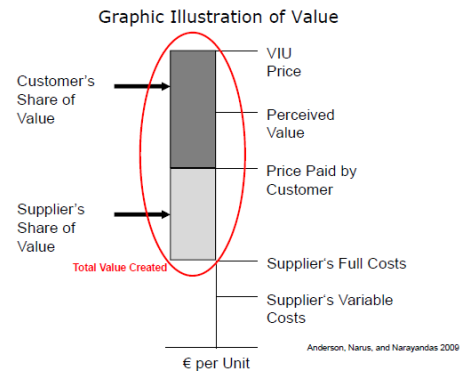 Graphic Illustration of Value
VIU
Price
Customer's
Share of
Value
Perceived
Value
Price Paid by
Customer
Supplier's
Share of
Value
Total Value Created
Supplier's Full Costs
Supplier's Variable
Costs
Anderson, Narus, and Narayandas 2009
€ per Unit